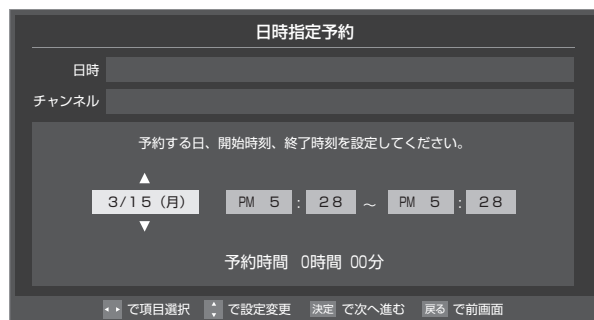 日時指定予約
日時
チャンネル
予約する日、開始時刻、終了時刻を設定してください。
▲
3/15（月） PM 5 : 28 ～ PM 5 : 28
▼
予約時間 0時間 00分
で項目選択 で設定変更 決定 で次へ進む 戻る で前画面